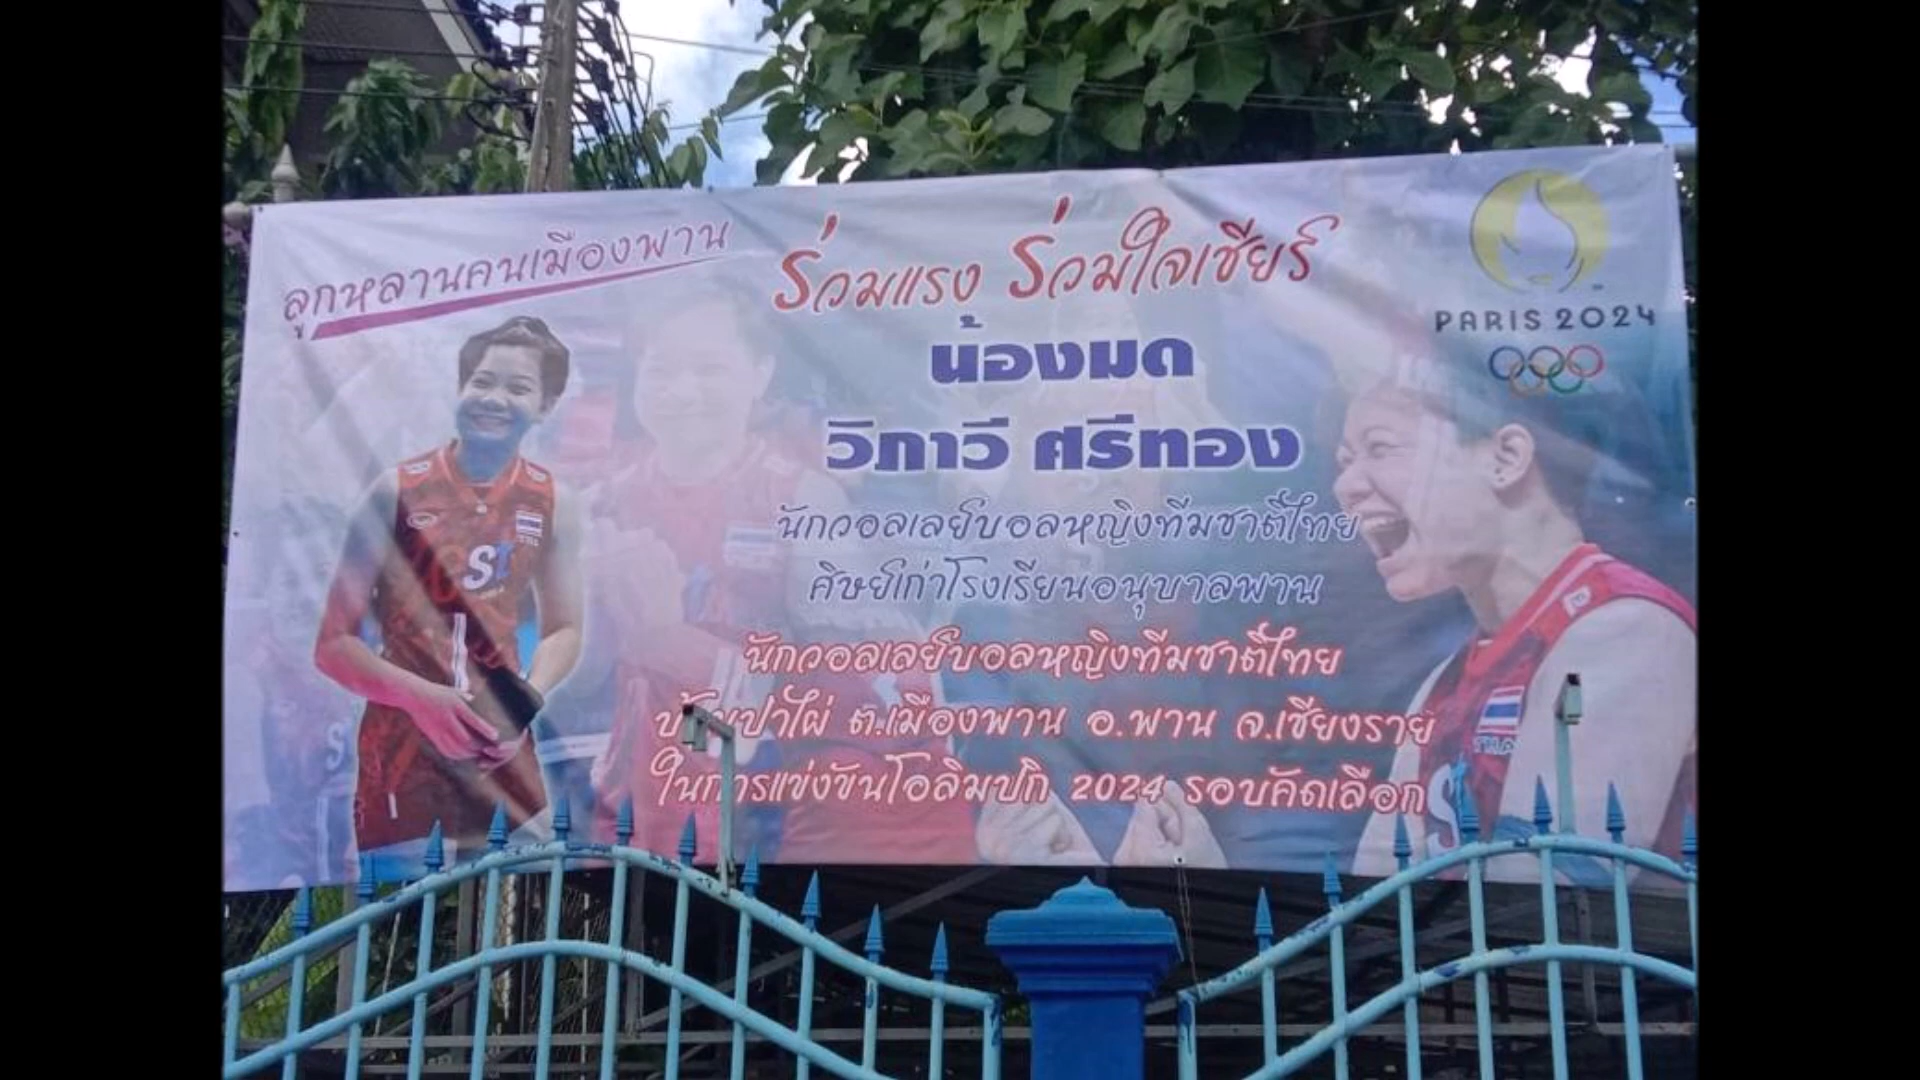 ลูกหลานคนเมืองพาน
ร่วมแรง ร่วมใจเชียร์
PARIS 2024
น้องมด
วิภาวี ศรีทอง
นักวอลเลย์บอลหญิงทีมชาติไทย
ศิษย์เก่าโรงเรียนอนุบาลพาน
นักวอลเลย์บอลหญิงทีมชาติไทย
บ้านป่าไผ่ ต.เมืองพาน อ.พาน จ.เชียงราย
ในการแข่งขันโอลิมปิก 2024 รอบคัดเลือก